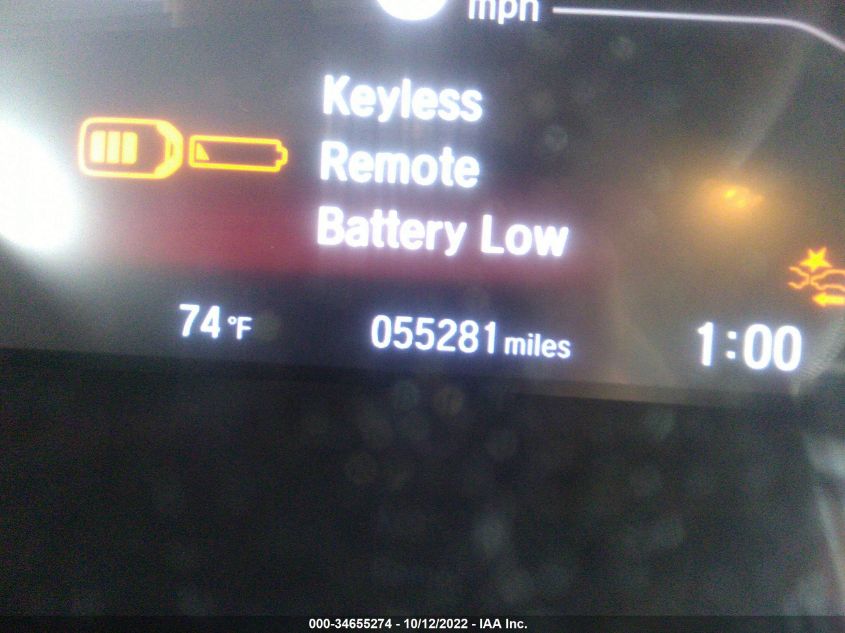 mph
Keyless
Remote
Battery Low
74 °F
055281 miles
1:00
000-34655274 - 10/12/2022 - IAA Inc.